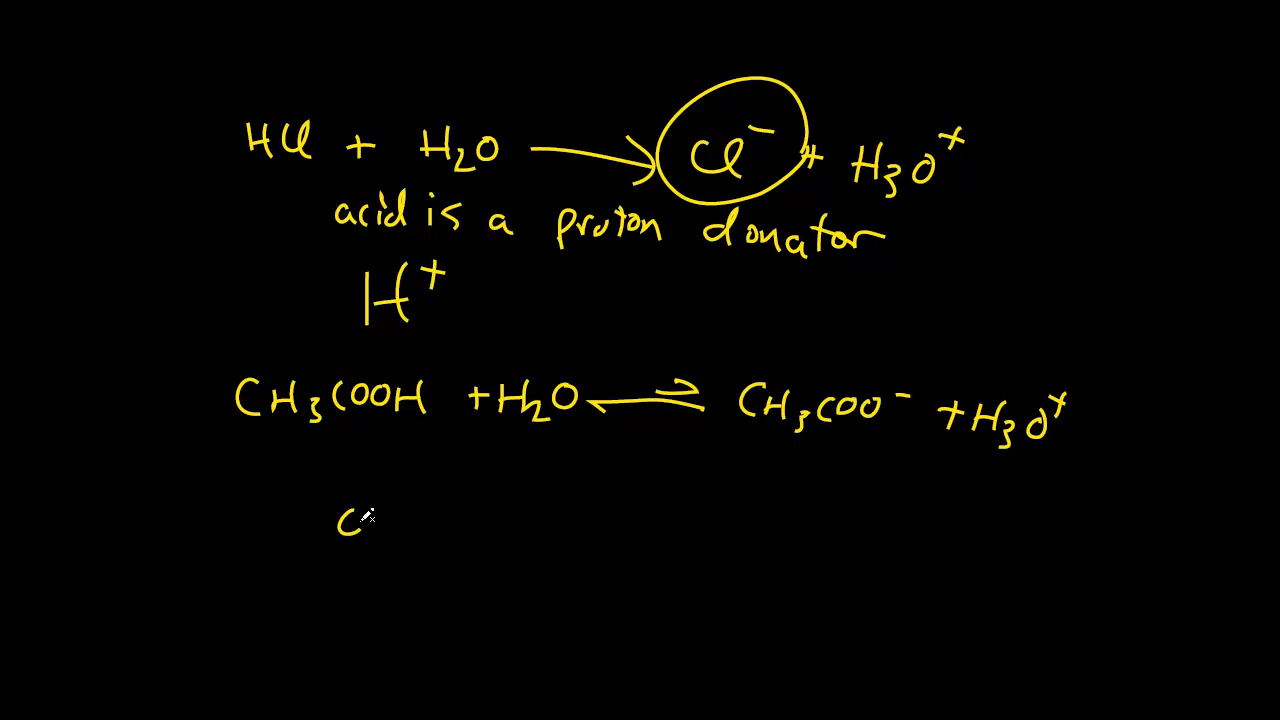 HCl + H₂O → Cl⁻ + H₃O⁺
acid is a proton donator
H⁺
CH₃COOH + H₂O ⇌ CH₃COO⁻ + H₃O⁺
C